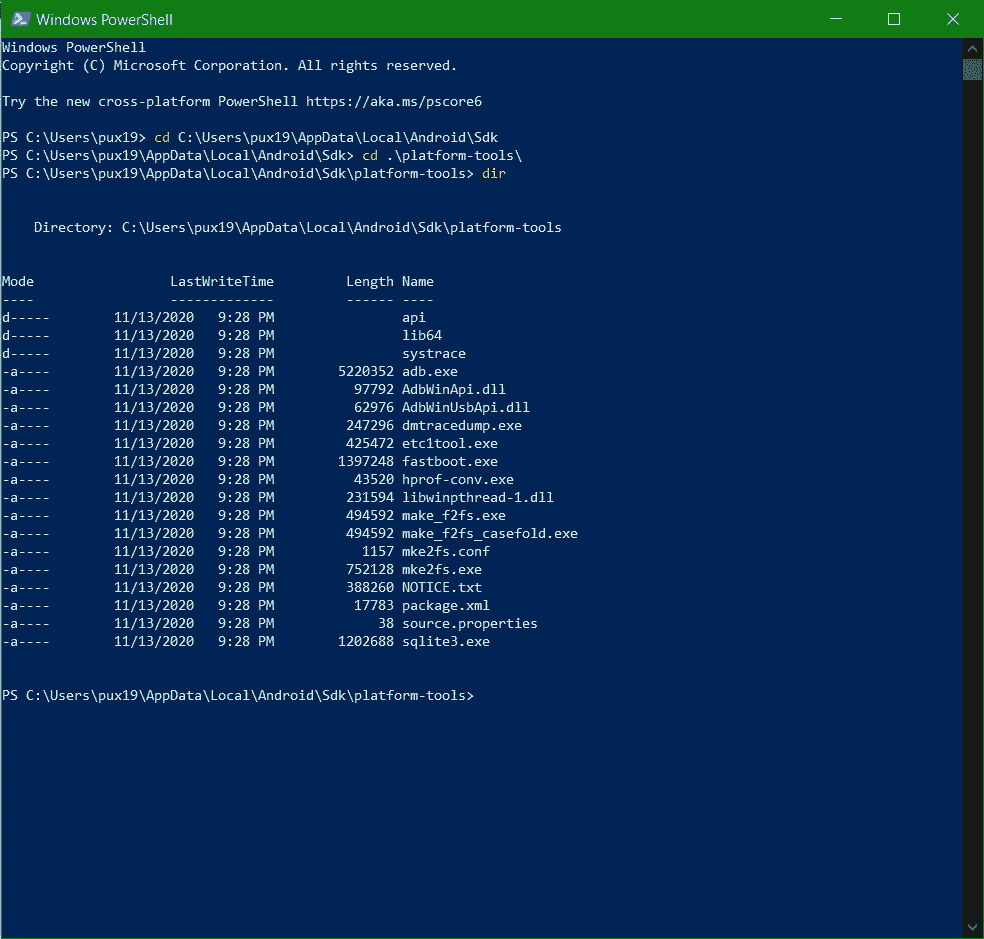 Windows PowerShell
Windows PowerShell
Copyright (C) Microsoft Corporation. All rights reserved.
Try the new cross-platform PowerShell https://aka.ms/pscore6
PS C:\Users\pux19> cd C:\Users\pux19\AppData\Local\Android\Sdk
PS C:\Users\pux19\AppData\Local\Android\Sdk> cd .\platform-tools\
PS C:\Users\pux19\AppData\Local\Android\Sdk\platform-tools> dir
    Directory: C:\Users\pux19\AppData\Local\Android\Sdk\platform-tools
Mode                 LastWriteTime         Length Name
----                 -------------         ------ ----
d-----        11/13/2020   9:28 PM                api
d-----        11/13/2020   9:28 PM                lib64
d-----        11/13/2020   9:28 PM                systrace
-a----        11/13/2020   9:28 PM        5220352 adb.exe
-a----        11/13/2020   9:28 PM          97792 AdbWinApi.dll
-a----        11/13/2020   9:28 PM          62976 AdbWinUsbApi.dll
-a----        11/13/2020   9:28 PM         247296 dmtracedump.exe
-a----        11/13/2020   9:28 PM         425472 etc1tool.exe
-a----        11/13/2020   9:28 PM        1397248 fastboot.exe
-a----        11/13/2020   9:28 PM          43520 hprof-conv.exe
-a----        11/13/2020   9:28 PM         231594 libwinpthread-1.dll
-a----        11/13/2020   9:28 PM         494592 make_f2fs.exe
-a----        11/13/2020   9:28 PM         494592 make_f2fs_casefold.exe
-a----        11/13/2020   9:28 PM           1157 mke2fs.conf
-a----        11/13/2020   9:28 PM         752128 mke2fs.exe
-a----        11/13/2020   9:28 PM         388260 NOTICE.txt
-a----        11/13/2020   9:28 PM          17783 package.xml
-a----        11/13/2020   9:28 PM             38 source.properties
-a----        11/13/2020   9:28 PM        1202688 sqlite3.exe
PS C:\Users\pux19\AppData\Local\Android\Sdk\platform-tools>